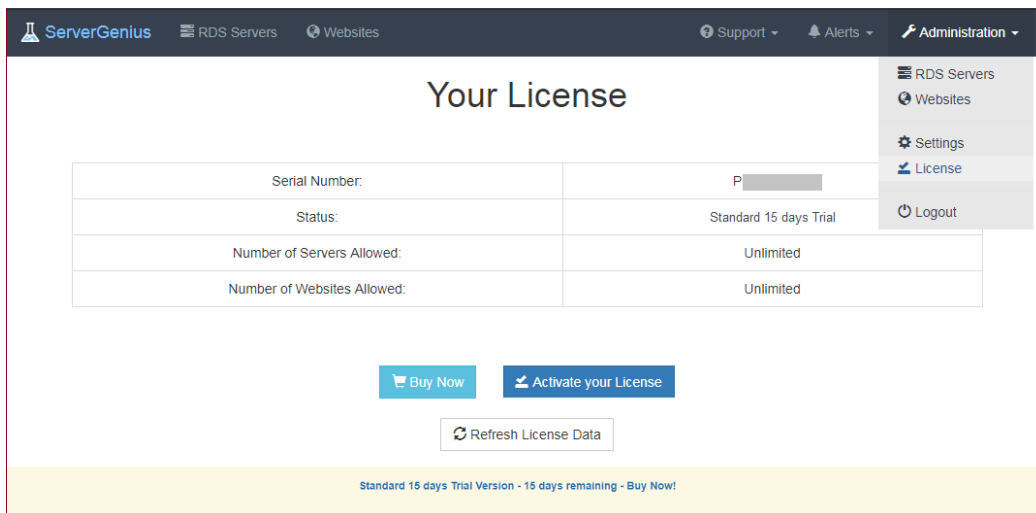 ServerGenius RDS Servers Websites Support Alerts Administration
RDS Servers
Websites
Settings
License
Logout
Your License
Serial Number: P
Status: Standard 15 days Trial
Number of Servers Allowed: Unlimited
Number of Websites Allowed: Unlimited
Buy Now Activate your License
Refresh License Data
Standard 15 days Trial Version - 15 days remaining - Buy Now!